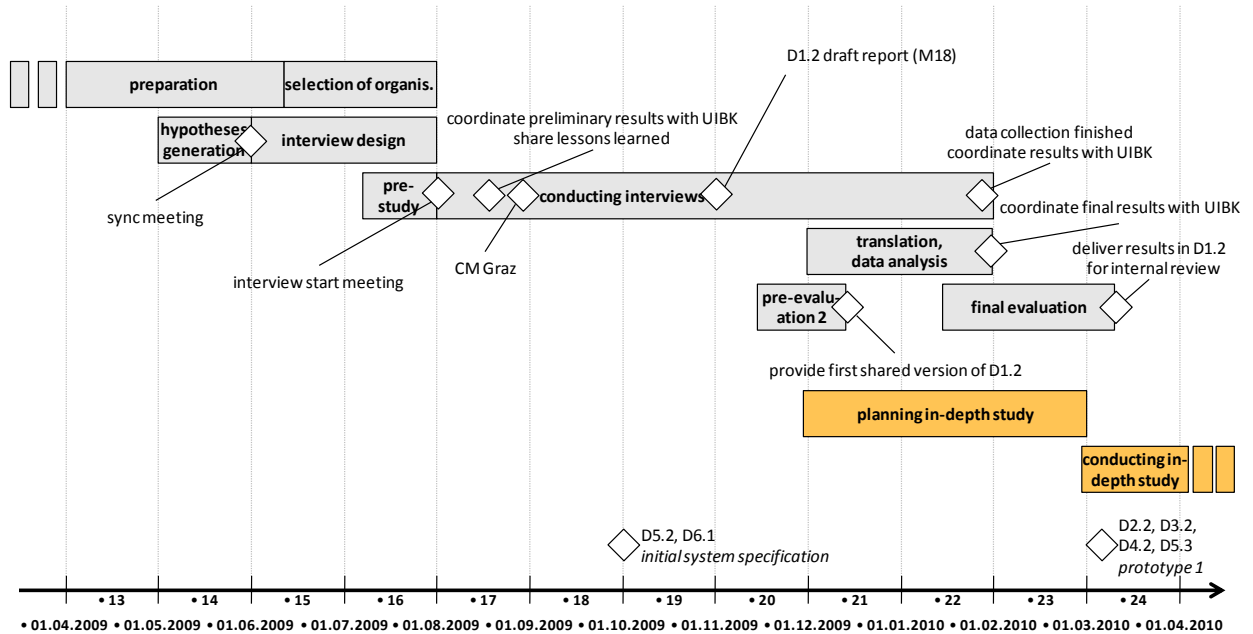 D1.2 draft report (M18)
preparation
selection of organis.
coordinate preliminary results with UIBK
share lessons learned
hypotheses
generation
interview design
data collection finished
coordinate results with UIBK
pre-
study
conducting interviews
sync meeting
coordinate final results with UIBK
CM Graz
interview start meeting
translation,
data analysis
deliver results in D1.2
for internal review
pre-evalu-
ation 2
final evaluation
provide first shared version of D1.2
planning in-depth study
conducting in-
depth study
D5.2, D6.1
initial system specification
D2.2, D3.2,
D4.2, D5.3
prototype 1
• 13 • 14 • 15 • 16 • 17 • 18 • 19 • 20 • 21 • 22 • 23 • 24
• 01.04.2009 • 01.05.2009 • 01.06.2009 • 01.07.2009 • 01.08.2009 • 01.09.2009 • 01.10.2009 • 01.11.2009 • 01.12.2009 • 01.01.2010 • 01.02.2010 • 01.03.2010 • 01.04.2010